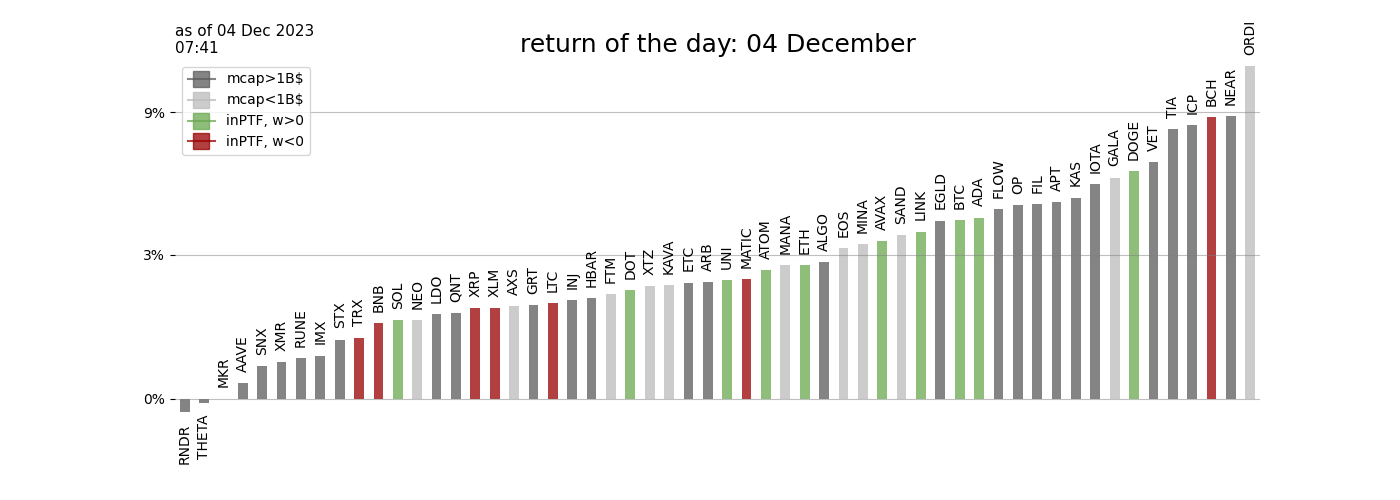 as of 04 Dec 2023
07:41
return of the day: 04 December
mcap>1B$
mcap<1B$
inPTF, w>0
inPTF, w<0
9%
3%
0%
RNDR
THETA
MKR
AAVE
SNX
XMR
RUNE
IMX
STX
TRX
BNB
SOL
NEO
LDO
QNT
XRP
XLM
AXS
GRT
LTC
INJ
HBAR
FTM
DOT
XTZ
KAVA
ETC
ARB
UNI
MATIC
ATOM
MANA
ETH
ALGO
EOS
MINA
AVAX
SAND
LINK
EGLD
BTC
ADA
FLOW
OP
FIL
APT
KAS
IOTA
GALA
DOGE
VET
TIA
ICP
BCH
NEAR
ORDI